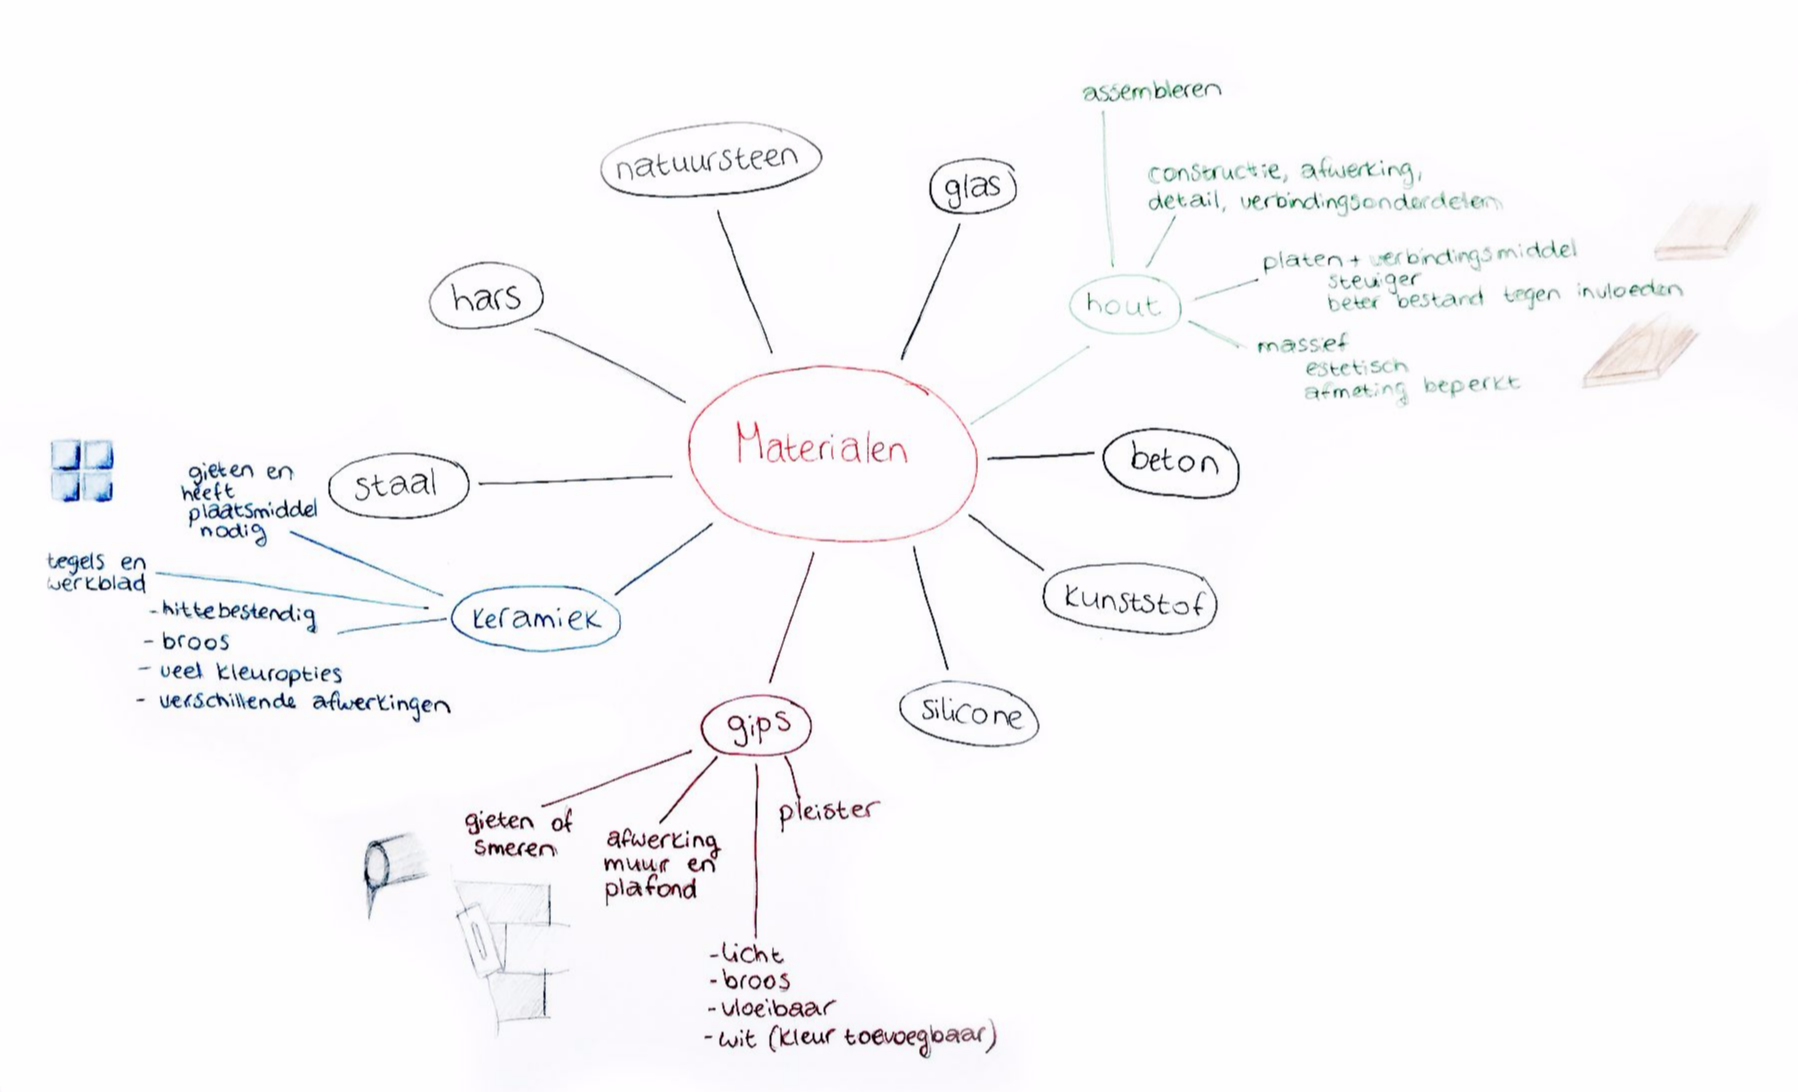 assembleren
natuursteen
glas
constructie, afwerking,
detail, verbindingsonderdelen
platen + verbindingsmiddel
steviger
beter bestand tegen invloeden
hout
hars
massief
estetisch
afmeting beperkt
Materialen
beton
staal
gieten en
heeft
plaatsmiddel
nodig
tegels en
werkblad
keramiek
- hittebestendig
- broos
- veel kleuropties
- verschillende afwerkingen
kunststof
silicone
gips
gieten of
smeren
afwerking
muur en
plafond
pleister
- licht
- broos
- vloeibaar
- wit (kleur toevoegbaar)